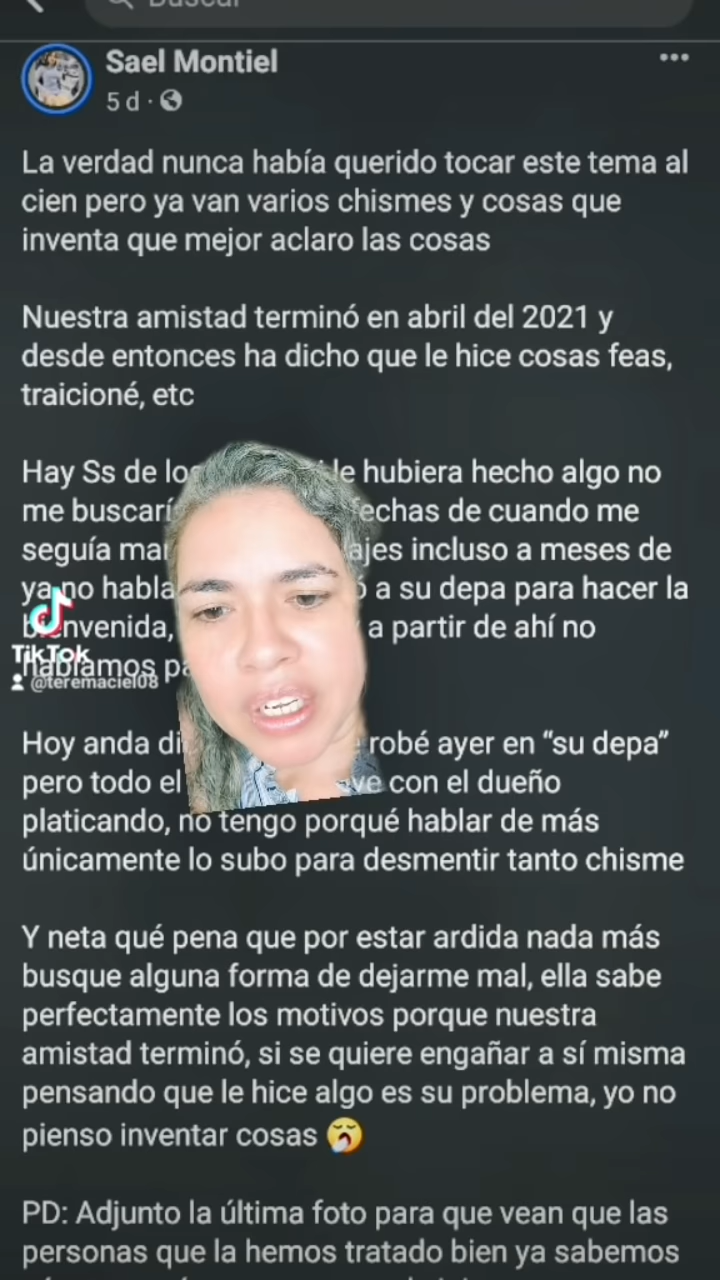 Buscar
Sael Montiel
5 d
La verdad nunca había querido tocar este tema al
cien pero ya van varios chismes y cosas que
inventa que mejor aclaro las cosas
Nuestra amistad terminó en abril del 2021 y
desde entonces ha dicho que le hice cosas feas,
traicioné, etc
Hay Ss de le hubiera hecho algo no
me buscarí fechas de cuando me
seguía ajes incluso a meses de
ya no habla a su depa para hacer la
bienvenida, a partir de ahí no
TikTok
hablamos
@teremaciel08
Hoy anda robé ayer en “su depa”
pero todo el con el dueño
platicando, no tengo porqué hablar de más
únicamente lo subo para desmentir tanto chisme
Y neta qué pena que por estar ardida nada más
busque alguna forma de dejarme mal, ella sabe
perfectamente los motivos porque nuestra
amistad terminó, si se quiere engañar a sí misma
pensando que le hice algo es su problema, yo no
pienso inventar cosas 🥱
PD: Adjunto la última foto para que vean que las
personas que la hemos tratado bien ya sabemos